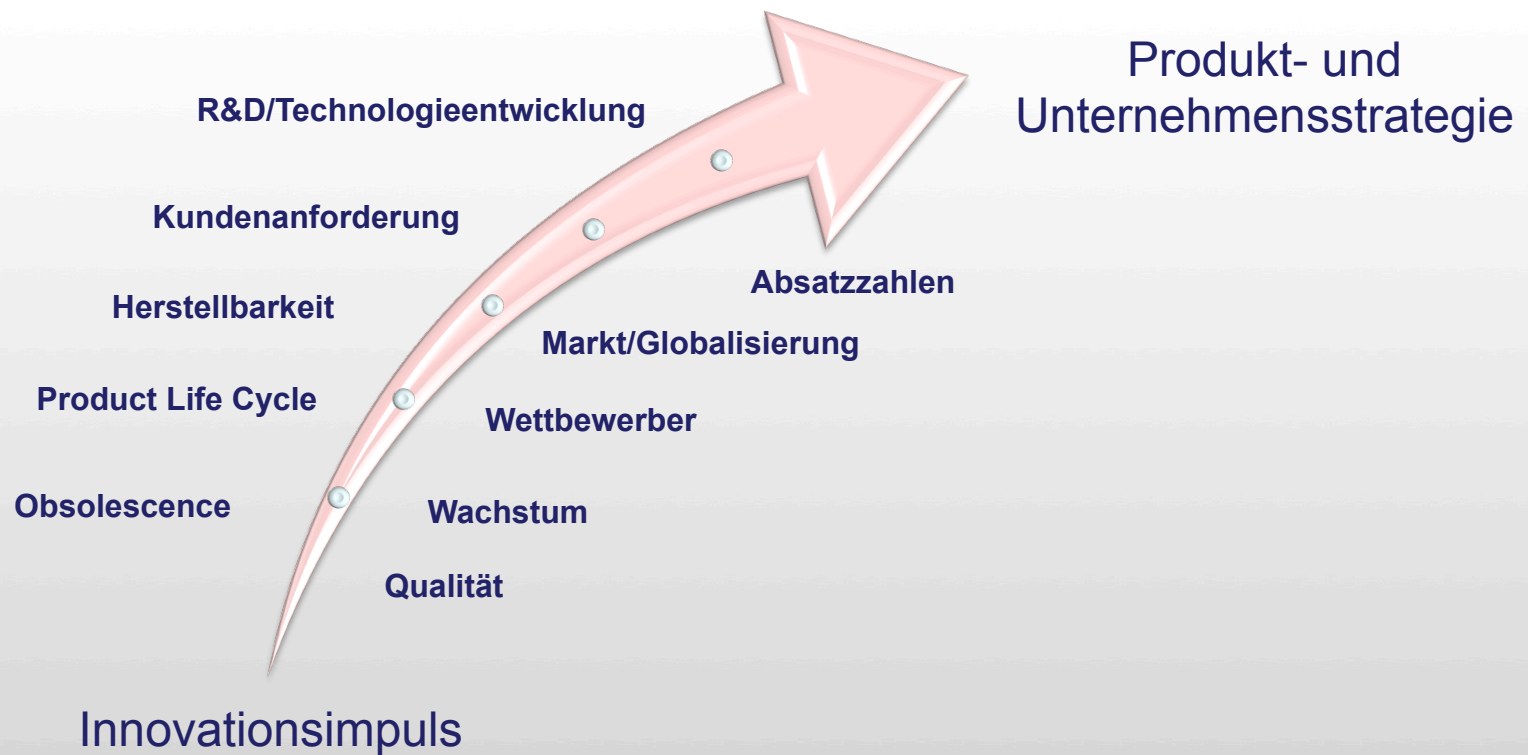 Produkt- und
Unternehmensstrategie
R&D/Technologieentwicklung
Kundenanforderung
Absatzzahlen
Herstellbarkeit
Markt/Globalisierung
Product Life Cycle
Wettbewerber
Obsolescence
Wachstum
Qualität
Innovationsimpuls